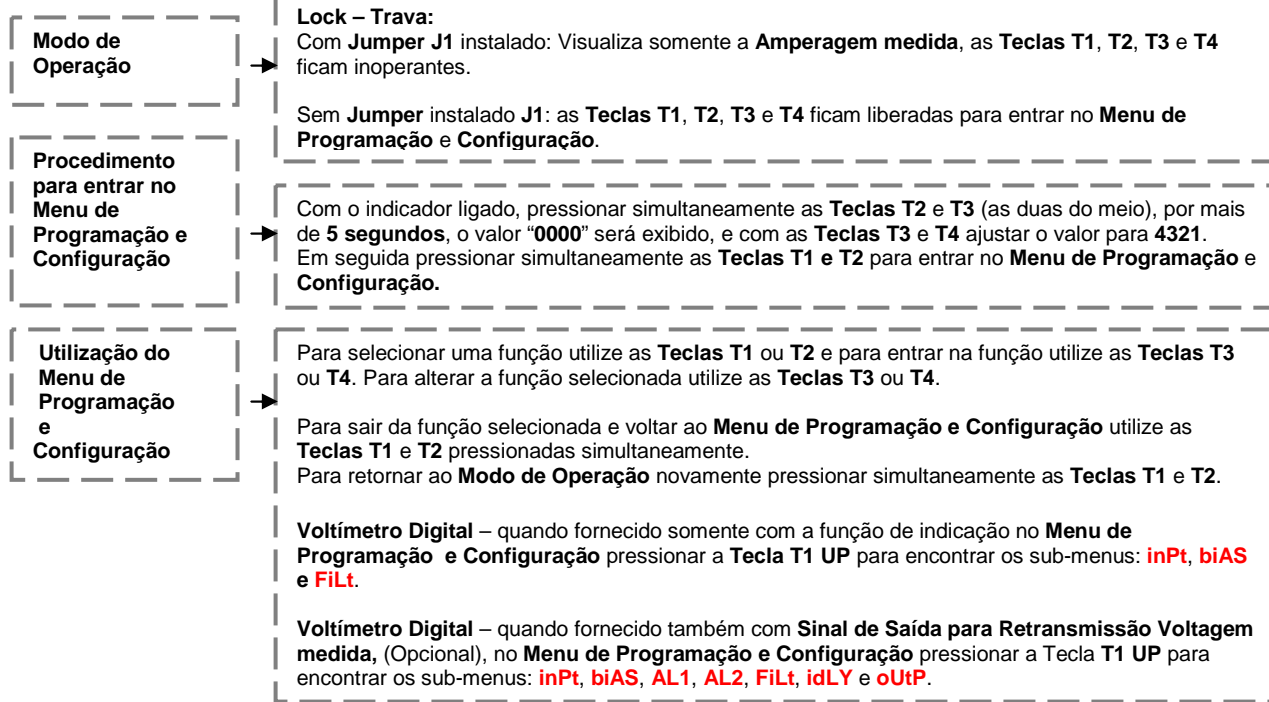 Modo de
Operação
Lock – Trava:
Com Jumper J1 instalado: Visualiza somente a Amperagem medida, as Teclas T1, T2, T3 e T4
ficam inoperantes.
Sem Jumper instalado J1: as Teclas T1, T2, T3 e T4 ficam liberadas para entrar no Menu de
Programação e Configuração.
Procedimento
para entrar no
Menu de
Programação e
Configuração
Com o indicador ligado, pressionar simultaneamente as Teclas T2 e T3 (as duas do meio), por mais
de 5 segundos, o valor “0000” será exibido, e com as Teclas T3 e T4 ajustar o valor para 4321.
Em seguida pressionar simultaneamente as Teclas T1 e T2 para entrar no Menu de Programação e
Configuração.
Utilização do
Menu de
Programação
e
Configuração
Para selecionar uma função utilize as Teclas T1 ou T2 e para entrar na função utilize as Teclas T3
ou T4. Para alterar a função selecionada utilize as Teclas T3 ou T4.
Para sair da função selecionada e voltar ao Menu de Programação e Configuração utilize as
Teclas T1 e T2 pressionadas simultaneamente.
Para retornar ao Modo de Operação novamente pressionar simultaneamente as Teclas T1 e T2.
Voltímetro Digital – quando fornecido somente com a função de indicação no Menu de
Programação e Configuração pressionar a Tecla T1 UP para encontrar os sub-menus: inPt, biAS
e FiLt.
Voltímetro Digital – quando fornecido também com Sinal de Saída para Retransmissão Voltagem
medida, (Opcional), no Menu de Programação e Configuração pressionar a Tecla T1 UP para
encontrar os sub-menus: inPt, biAS, AL1, AL2, FiLt, idLY e oUtP.